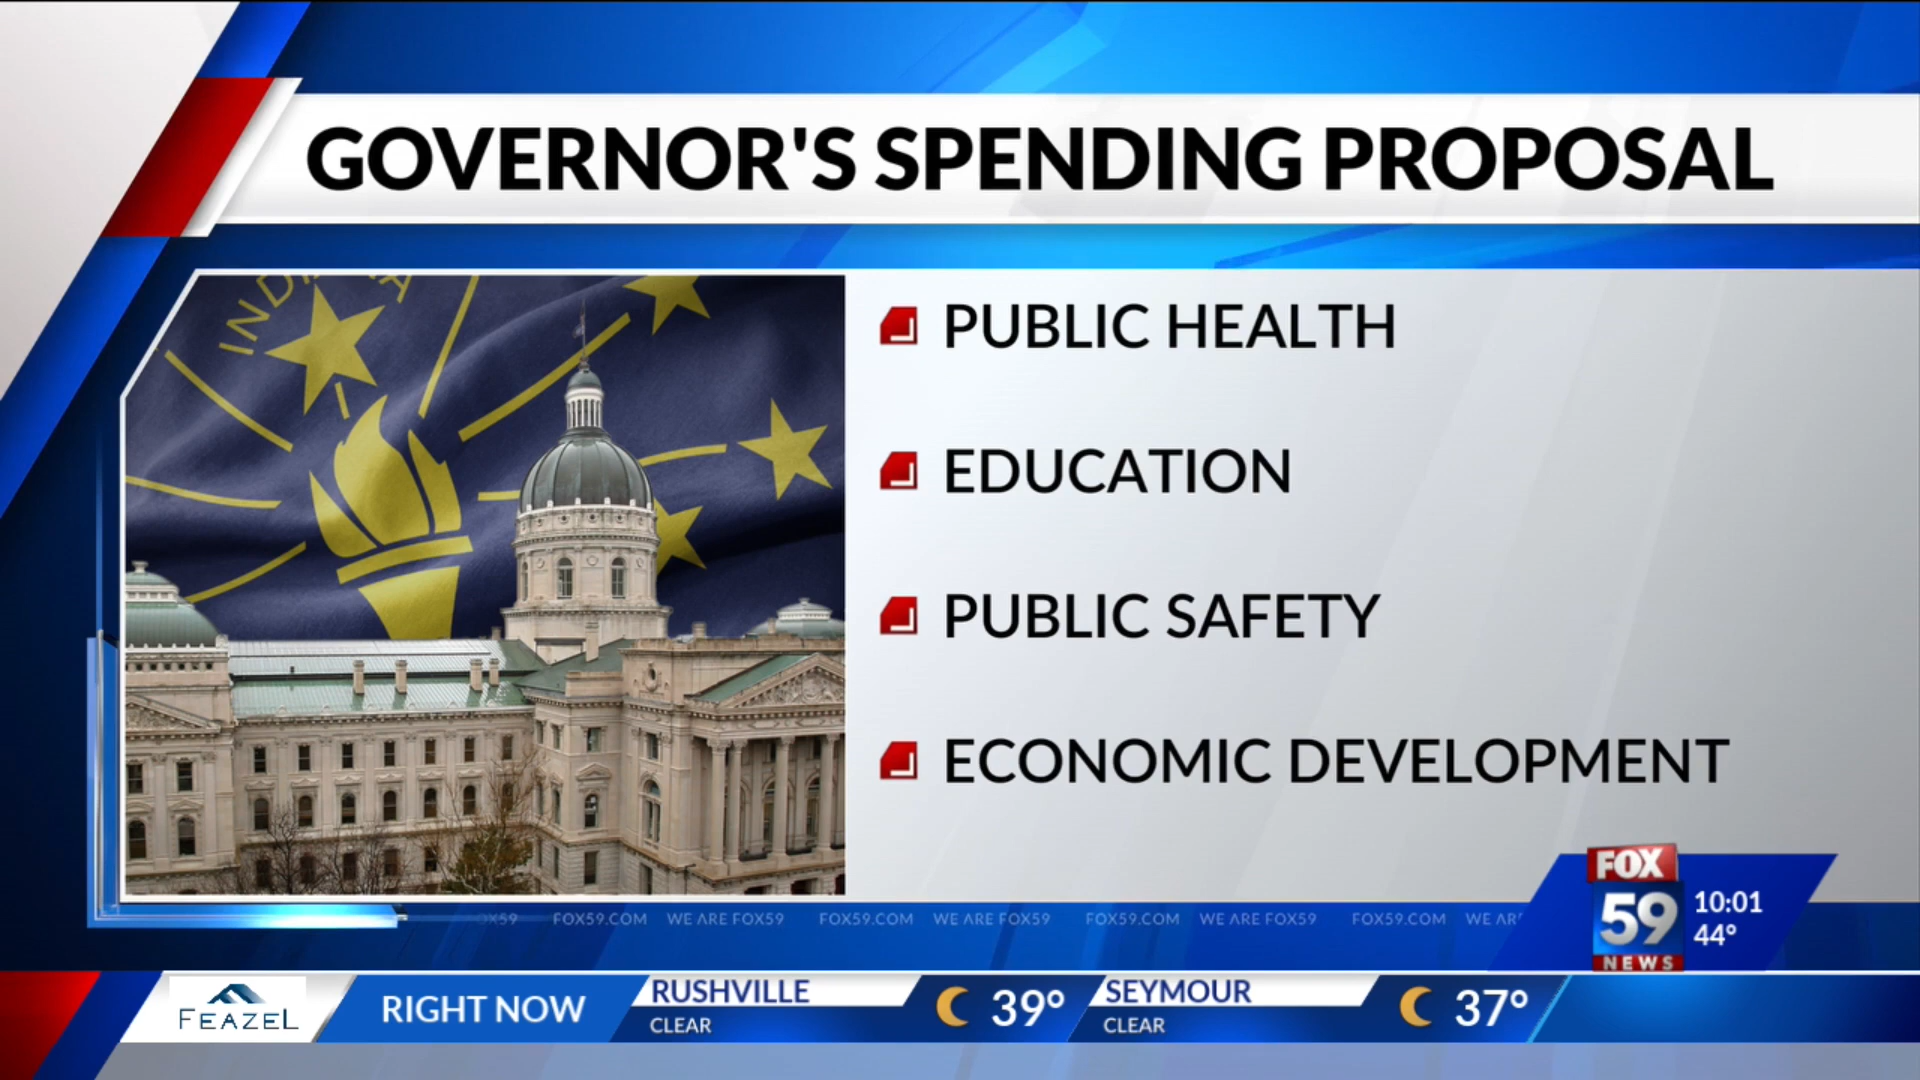 GOVERNOR'S SPENDING PROPOSAL
INDIANA
PUBLIC HEALTH
EDUCATION
PUBLIC SAFETY
ECONOMIC DEVELOPMENT
FOX59.COM WE ARE FOX59 FOX59.COM WE ARE FOX59 FOX59.COM WE ARE FOX59 FOX59.COM WE
FOX
59
NEWS
10:01
44°
FEAZEL
RIGHT NOW
RUSHVILLE
CLEAR
39°
SEYMOUR
CLEAR
37°